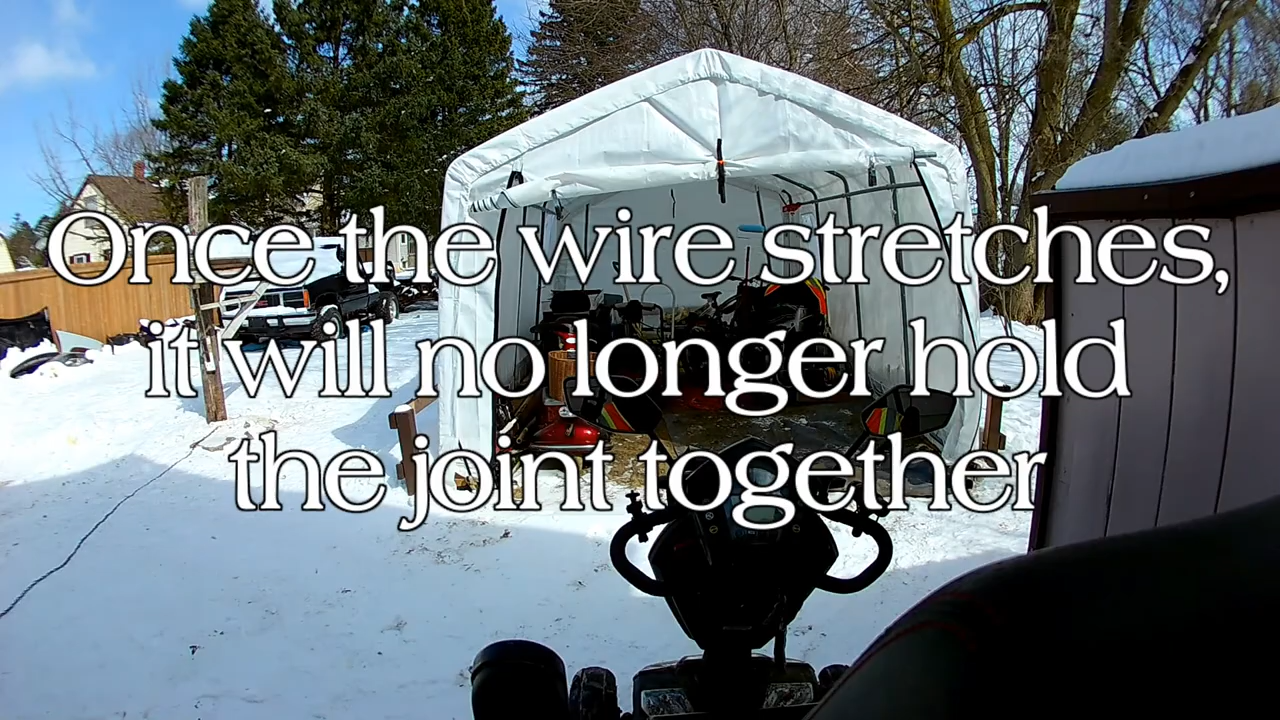 Once the wire stretches,
it will no longer hold
the joint together